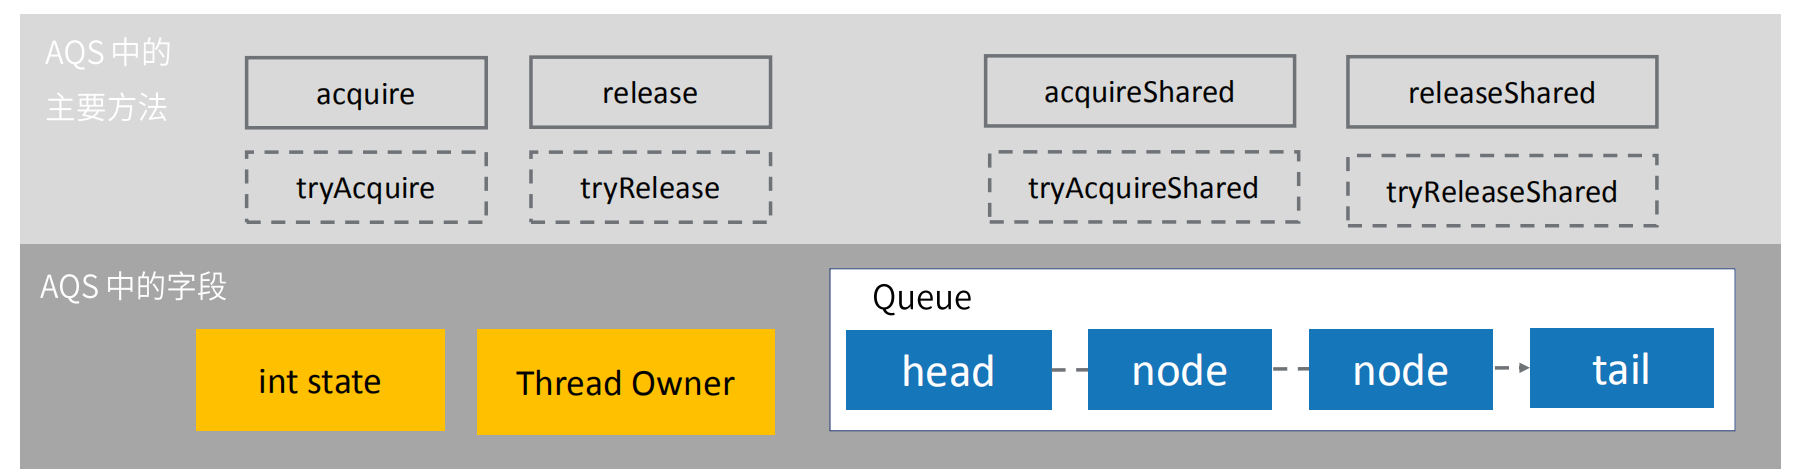 AQS 中的
主要方法
acquire
release
acquireShared
releaseShared
tryAcquire
tryRelease
tryAcquireShared
tryReleaseShared
AQS 中的字段
int state
Thread Owner
Queue
head
node
node
tail